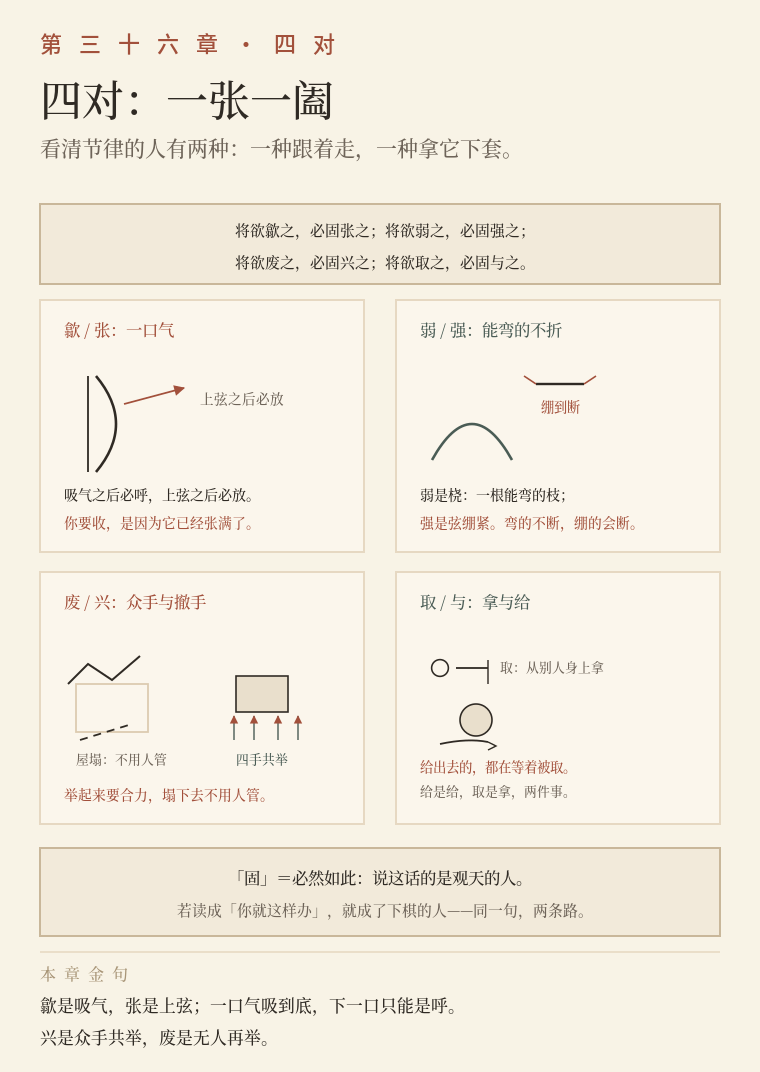 第三十六章·四对
四对：一张一阖
看清节律的人有两种：一种跟着走，一种拿它下套。
将欲歙之，必固张之；将欲弱之，必固强之；
将欲废之，必固兴之；将欲取之，必固与之。
歙 / 张：一口气
上弦之后必放
吸气之后必呼，上弦之后必放。
你要收，是因为它已经张满了。
弱 / 强：能弯的不折
绷到断
弱是桡：一根能弯的枝；
强是弦绷紧。弯的不断，绷的会断。
废 / 兴：众手与撤手
屋塌：不用人管
四手共举
举起来要合力，塌下去不用人管。
取 / 与：拿与给
取：从别人身上拿
给出去的，都在等着被取。
给是给，取是拿，两件事。
「固」＝必然如此：说这话的是观天的人。
若读成「你就这样办」，就成了下棋的人——同一句，两条路。
本章金句
歙是吸气，张是上弦；一口气吸到底，下一口只能是呼。
兴是众手共举，废是无人再举。